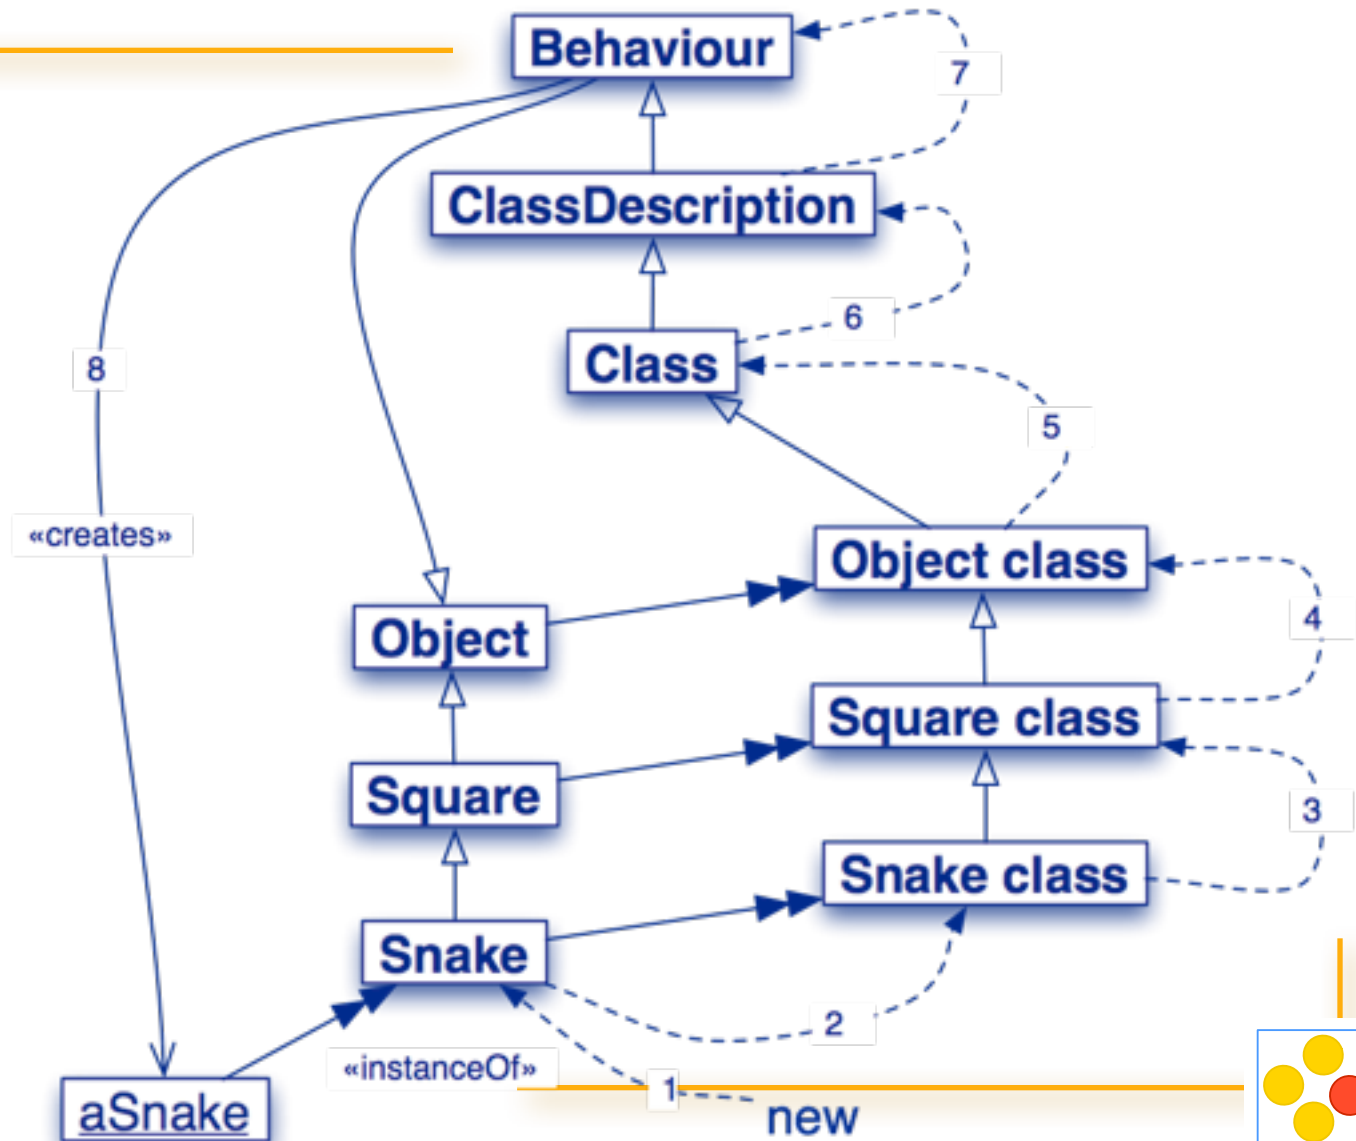 Behaviour
7
ClassDescription
6
Class
8
5
«creates»
Object class
4
Object
Square class
Square
3
Snake class
Snake
2
«instanceOf»
1
new
aSnake